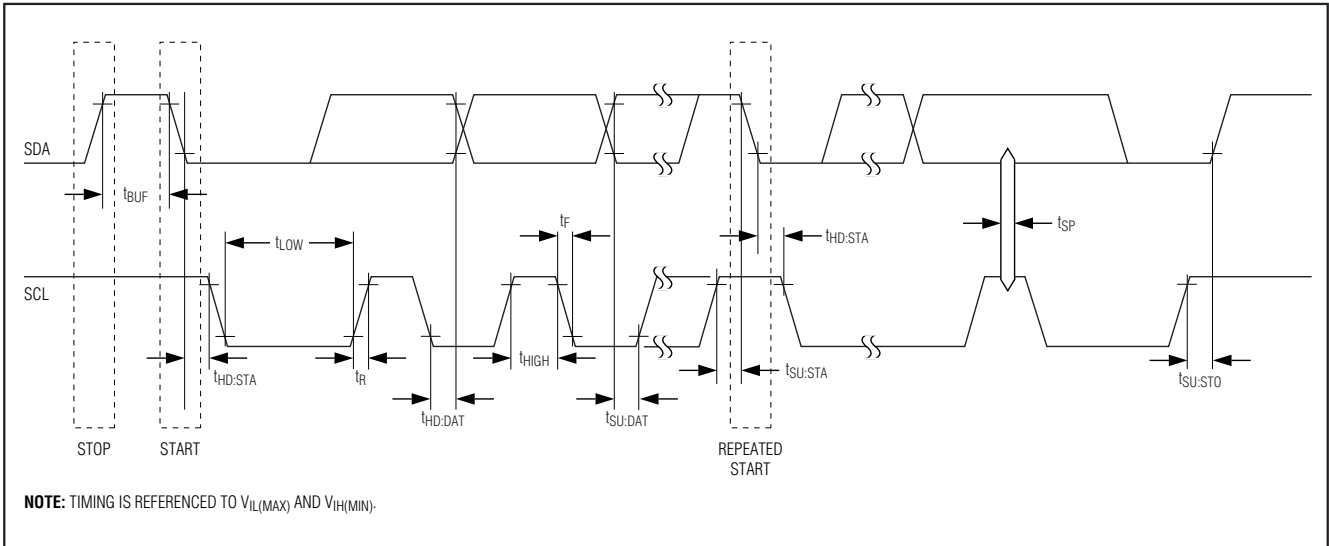 SDA
tBUF
tF
tHD:STA
tSP
tLOW
SCL
tHD:STA
tR
tHIGH
tSU:STA
tSU:STO
tHD:DAT
tSU:DAT
STOP
START
REPEATED
START
NOTE: TIMING IS REFERENCED TO VIL(MAX) AND VIH(MIN).